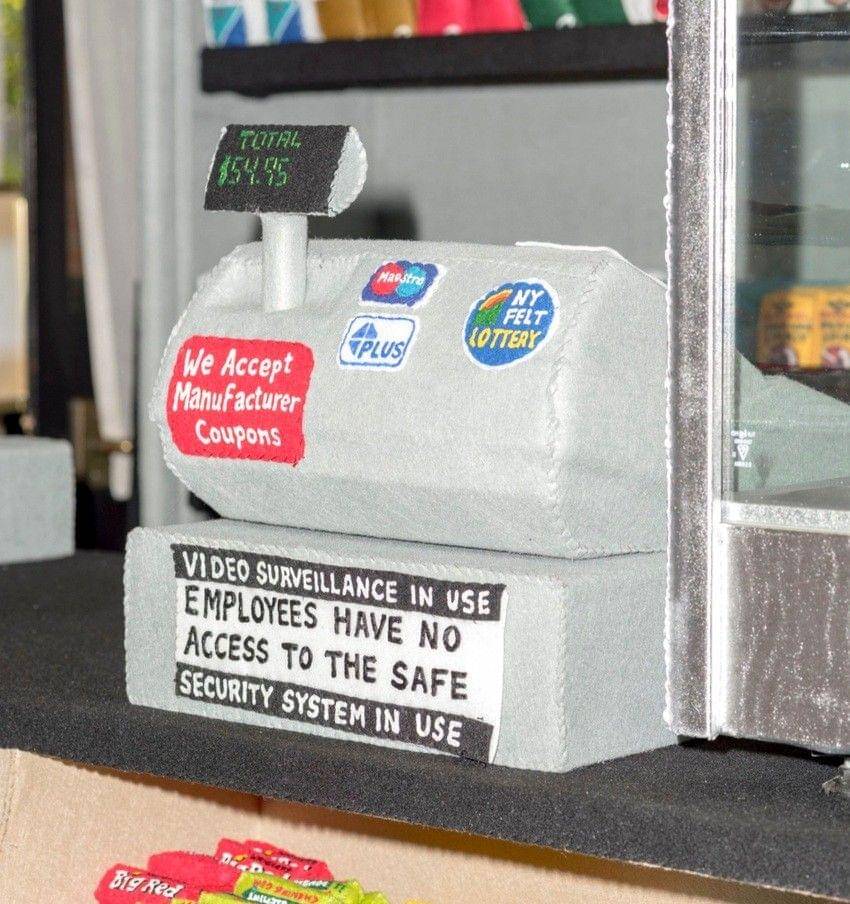 TOTAL
$54.95
Maestro
PLUS
NY
FELT
LOTTERY
We Accept
Manufacturer
Coupons
VIDEO SURVEILLANCE IN USE
EMPLOYEES HAVE NO
ACCESS TO THE SAFE
SECURITY SYSTEM IN USE
Big Red